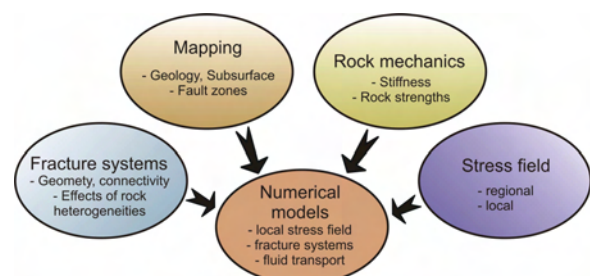 Mapping
- Geology, Subsurface
- Fault zones
Rock mechanics
- Stiffness
- Rock strengths
Fracture systems
- Geomety, connectivity
- Effects of rock
heterogeneities
Stress field
- regional
- local
Numerical
models
- local stress field
- fracture systems
- fluid transport